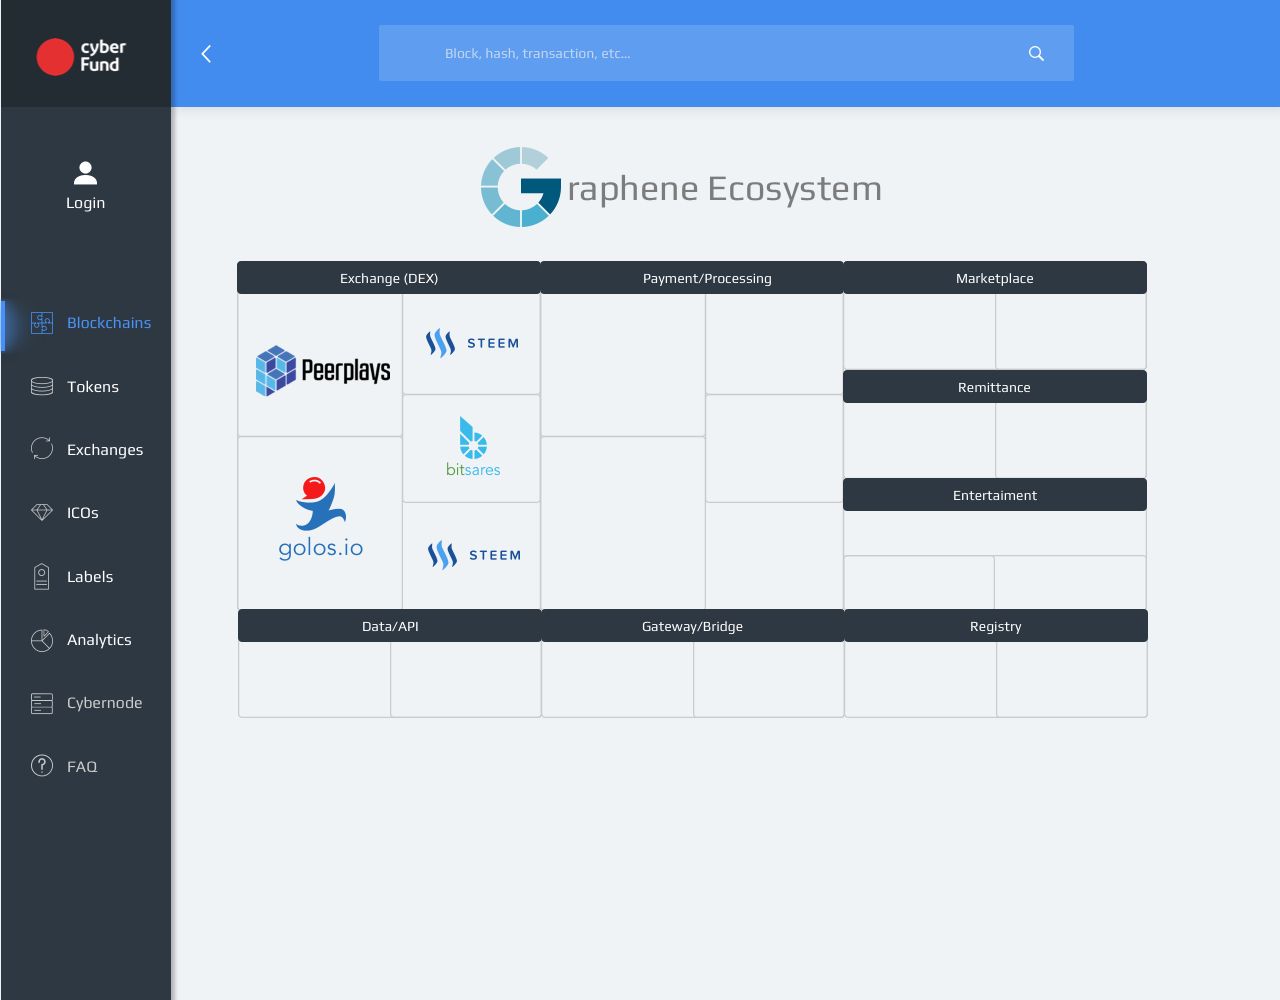 cyber
Fund
Block, hash, transaction, etc...
Login
Graphene Ecosystem
Blockchains
Tokens
Exchanges
ICOs
Labels
Analytics
Cybernode
FAQ
Exchange (DEX)
Payment/Processing
Marketplace
Peerplays
STEEM
bitsares
golos.io
STEEM
Remittance
Entertaiment
Data/API
Gateway/Bridge
Registry